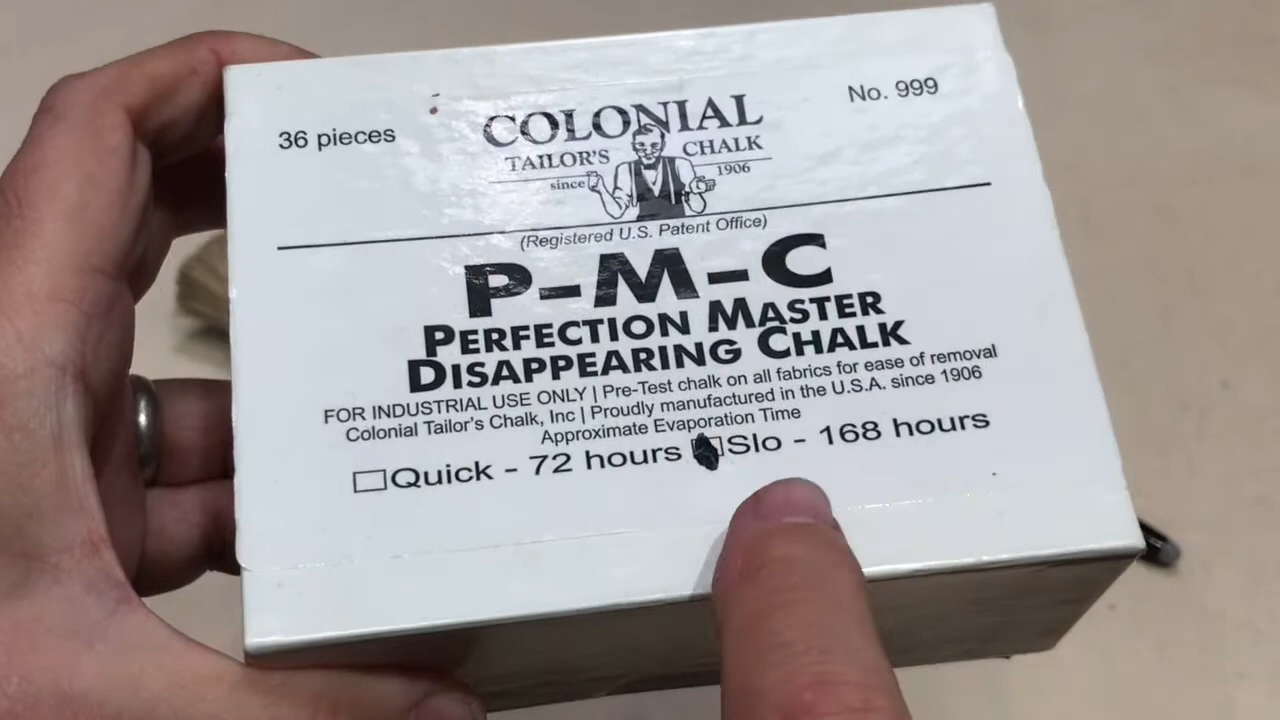 36 pieces
No. 999
COLONIAL
TAILOR'S CHALK
since 1906
(Registered U.S. Patent Office)
P-M-C
PERFECTION MASTER
DISAPPEARING CHALK
FOR INDUSTRIAL USE ONLY | Pre-Test chalk on all fabrics for ease of removal
Colonial Tailor's Chalk, Inc | Proudly manufactured in the U.S.A. since 1906
Approximate Evaporation Time
Quick - 72 hours Slo - 168 hours